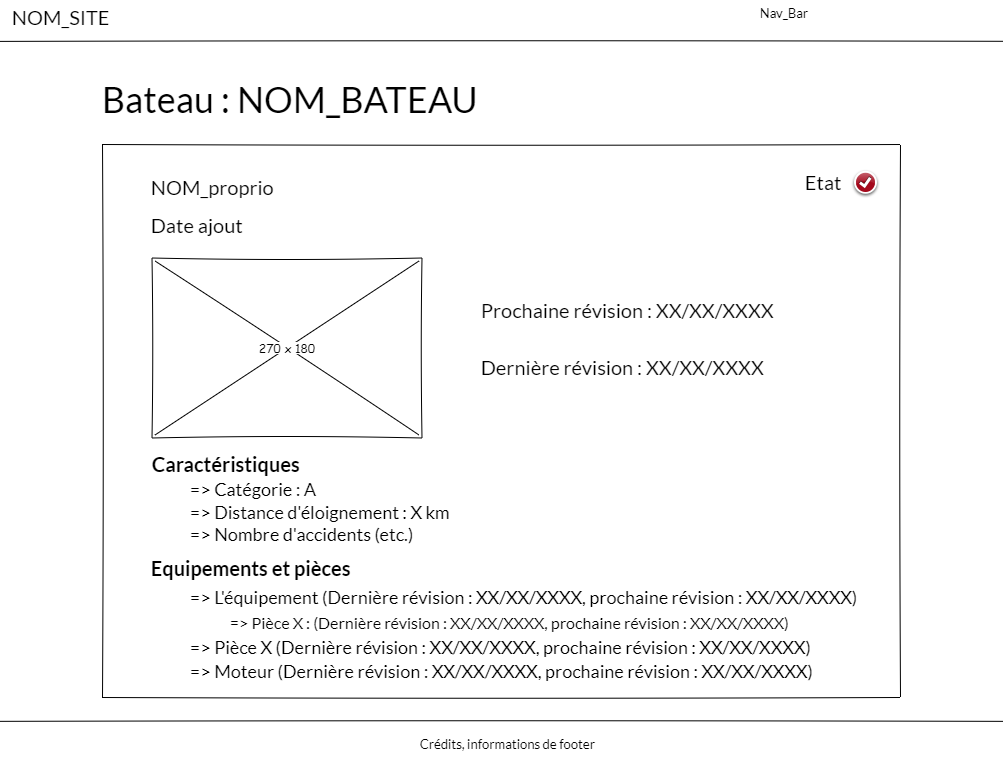 NOM_SITE
Nav_Bar
Bateau : NOM_BATEAU
NOM_proprio
Etat
Date ajout
270 x 180
Prochaine révision : XX/XX/XXXX
Dernière révision : XX/XX/XXXX
Caractéristiques
=> Catégorie : A
=> Distance d'éloignement : X km
=> Nombre d'accidents (etc.)
Equipements et pièces
=> L'équipement (Dernière révision : XX/XX/XXXX, prochaine révision : XX/XX/XXXX)
=> Pièce X : (Dernière révision : XX/XX/XXXX, prochaine révision : XX/XX/XXXX)
=> Pièce X (Dernière révision : XX/XX/XXXX, prochaine révision : XX/XX/XXXX)
=> Moteur (Dernière révision : XX/XX/XXXX, prochaine révision : XX/XX/XXXX)
Crédits, informations de footer